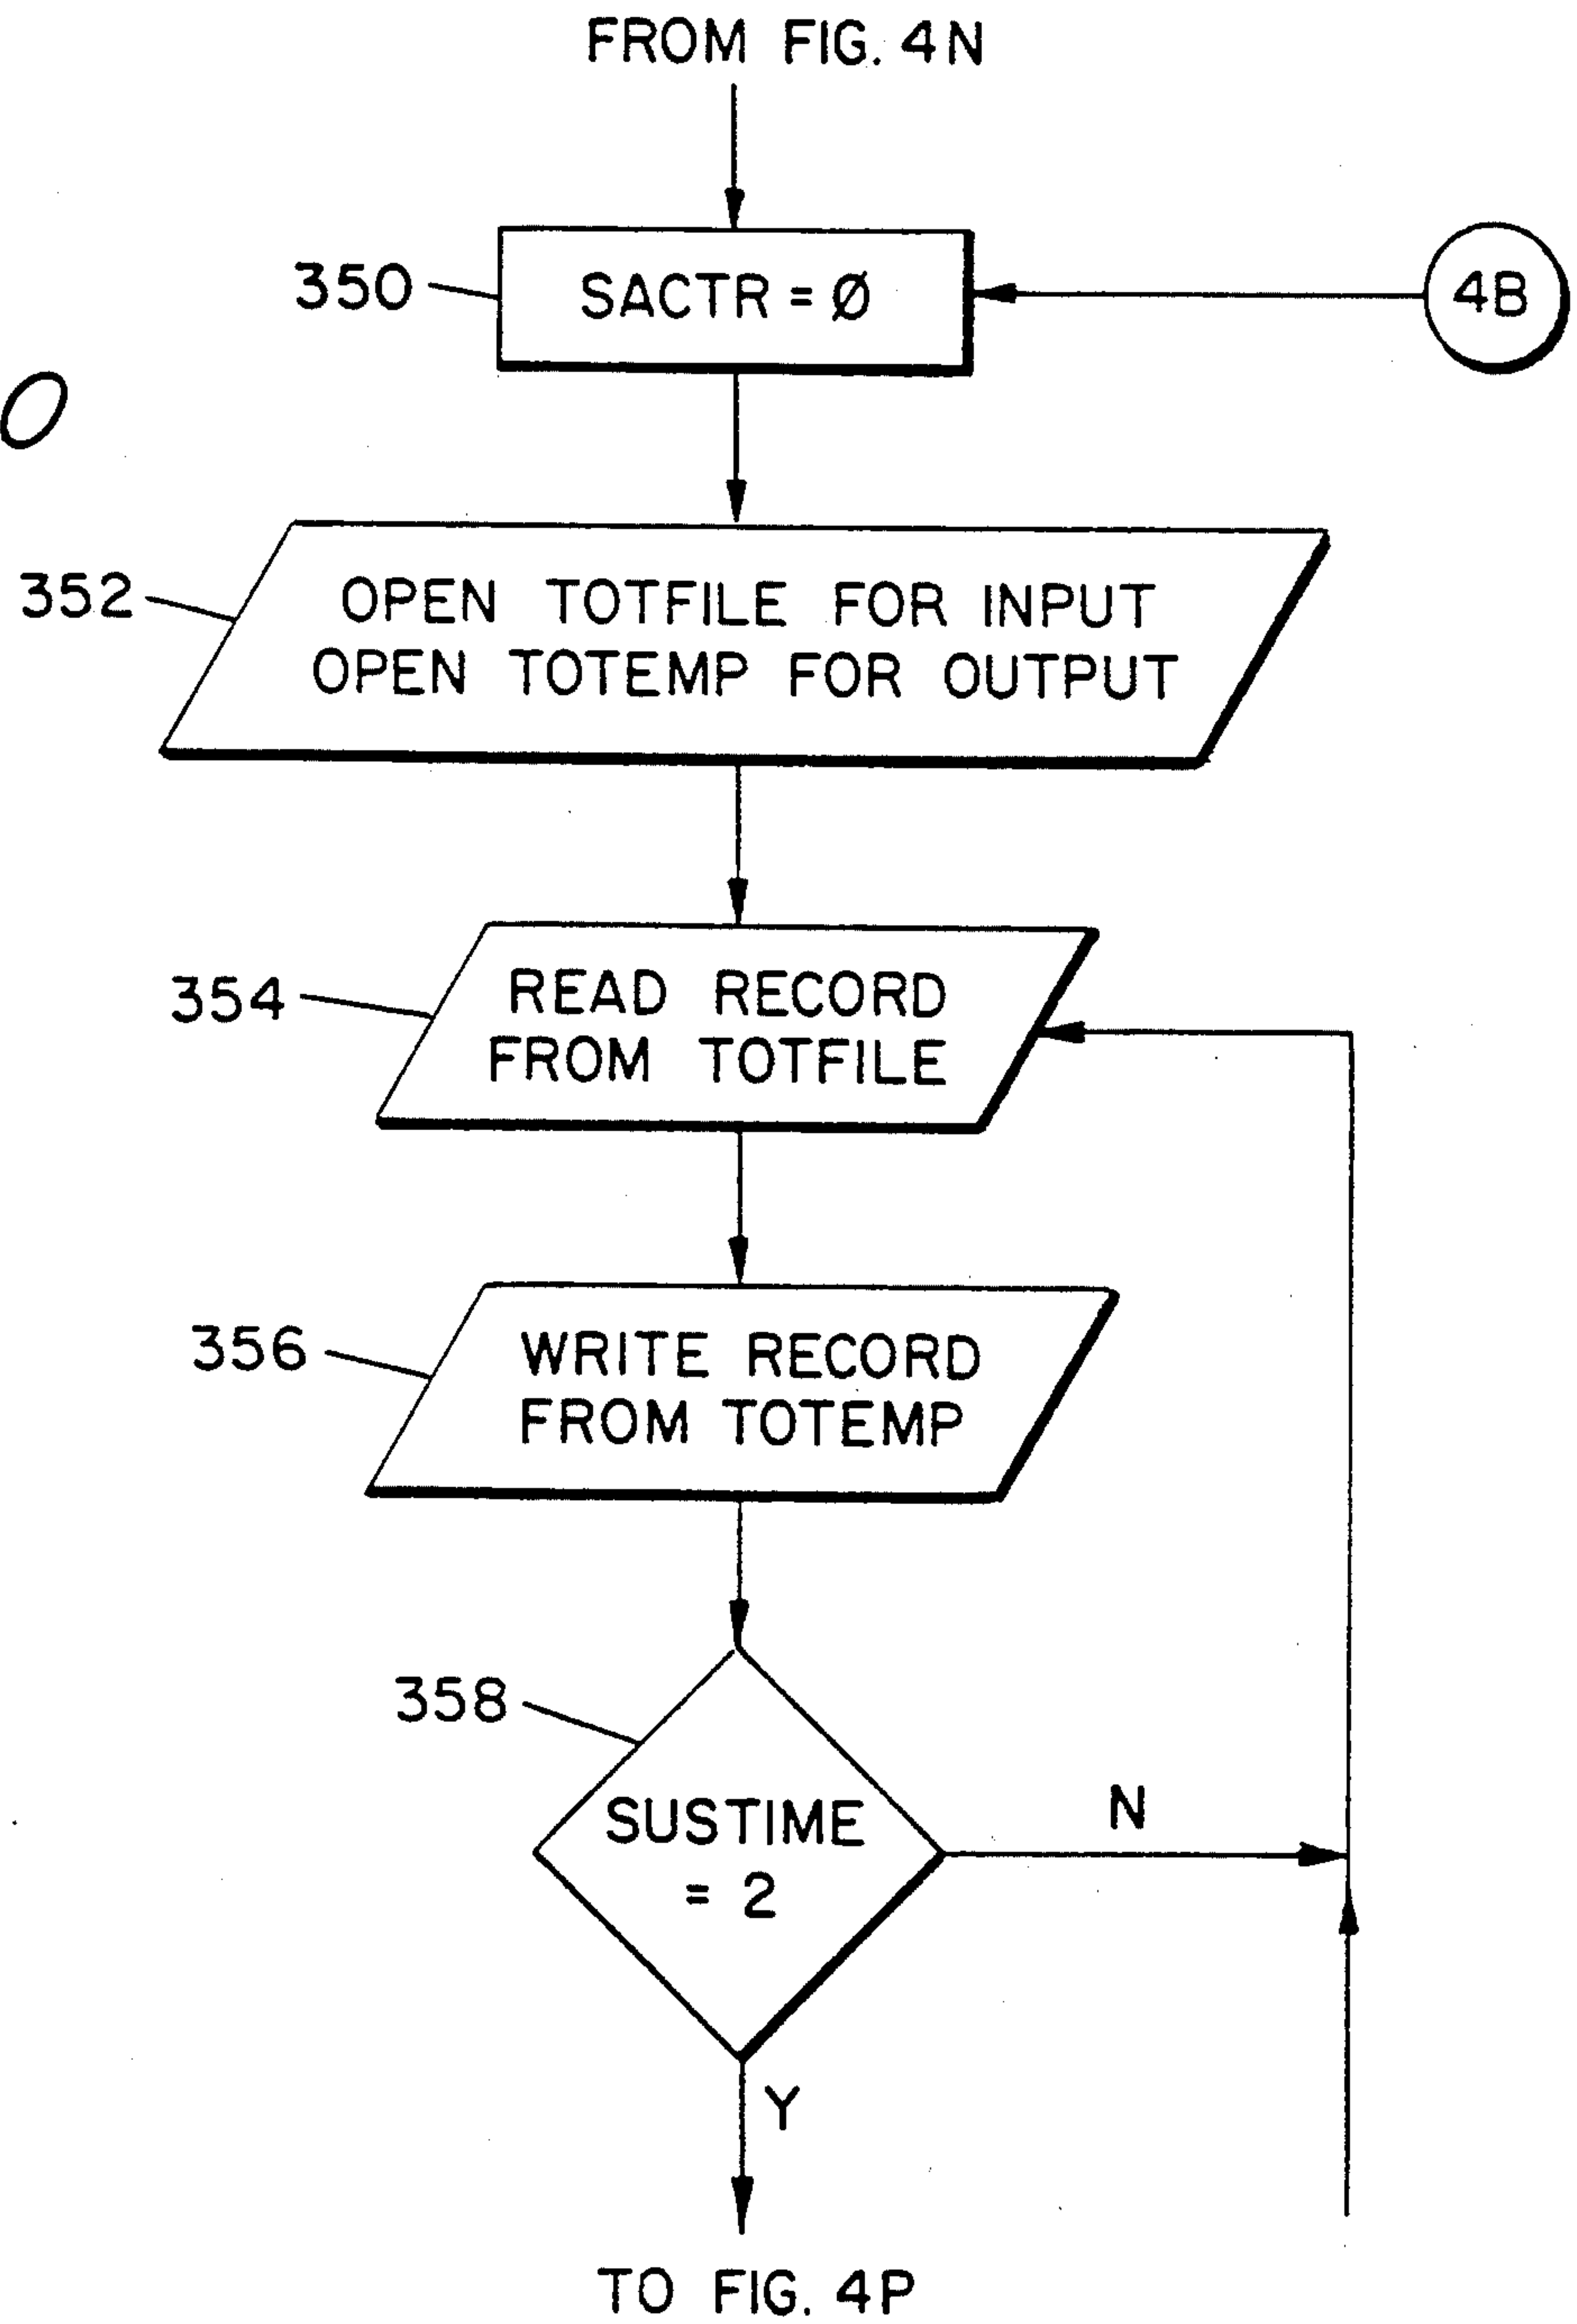 FROM FIG. 4N
350
SACTR = Ø
4B
O
352
OPEN TOTFILE FOR INPUT
OPEN TOTEMP FOR OUTPUT
354
READ RECORD
FROM TOTFILE
356
WRITE RECORD
FROM TOTEMP
358
SUSTIME
= 2
N
Y
TO FIG. 4P